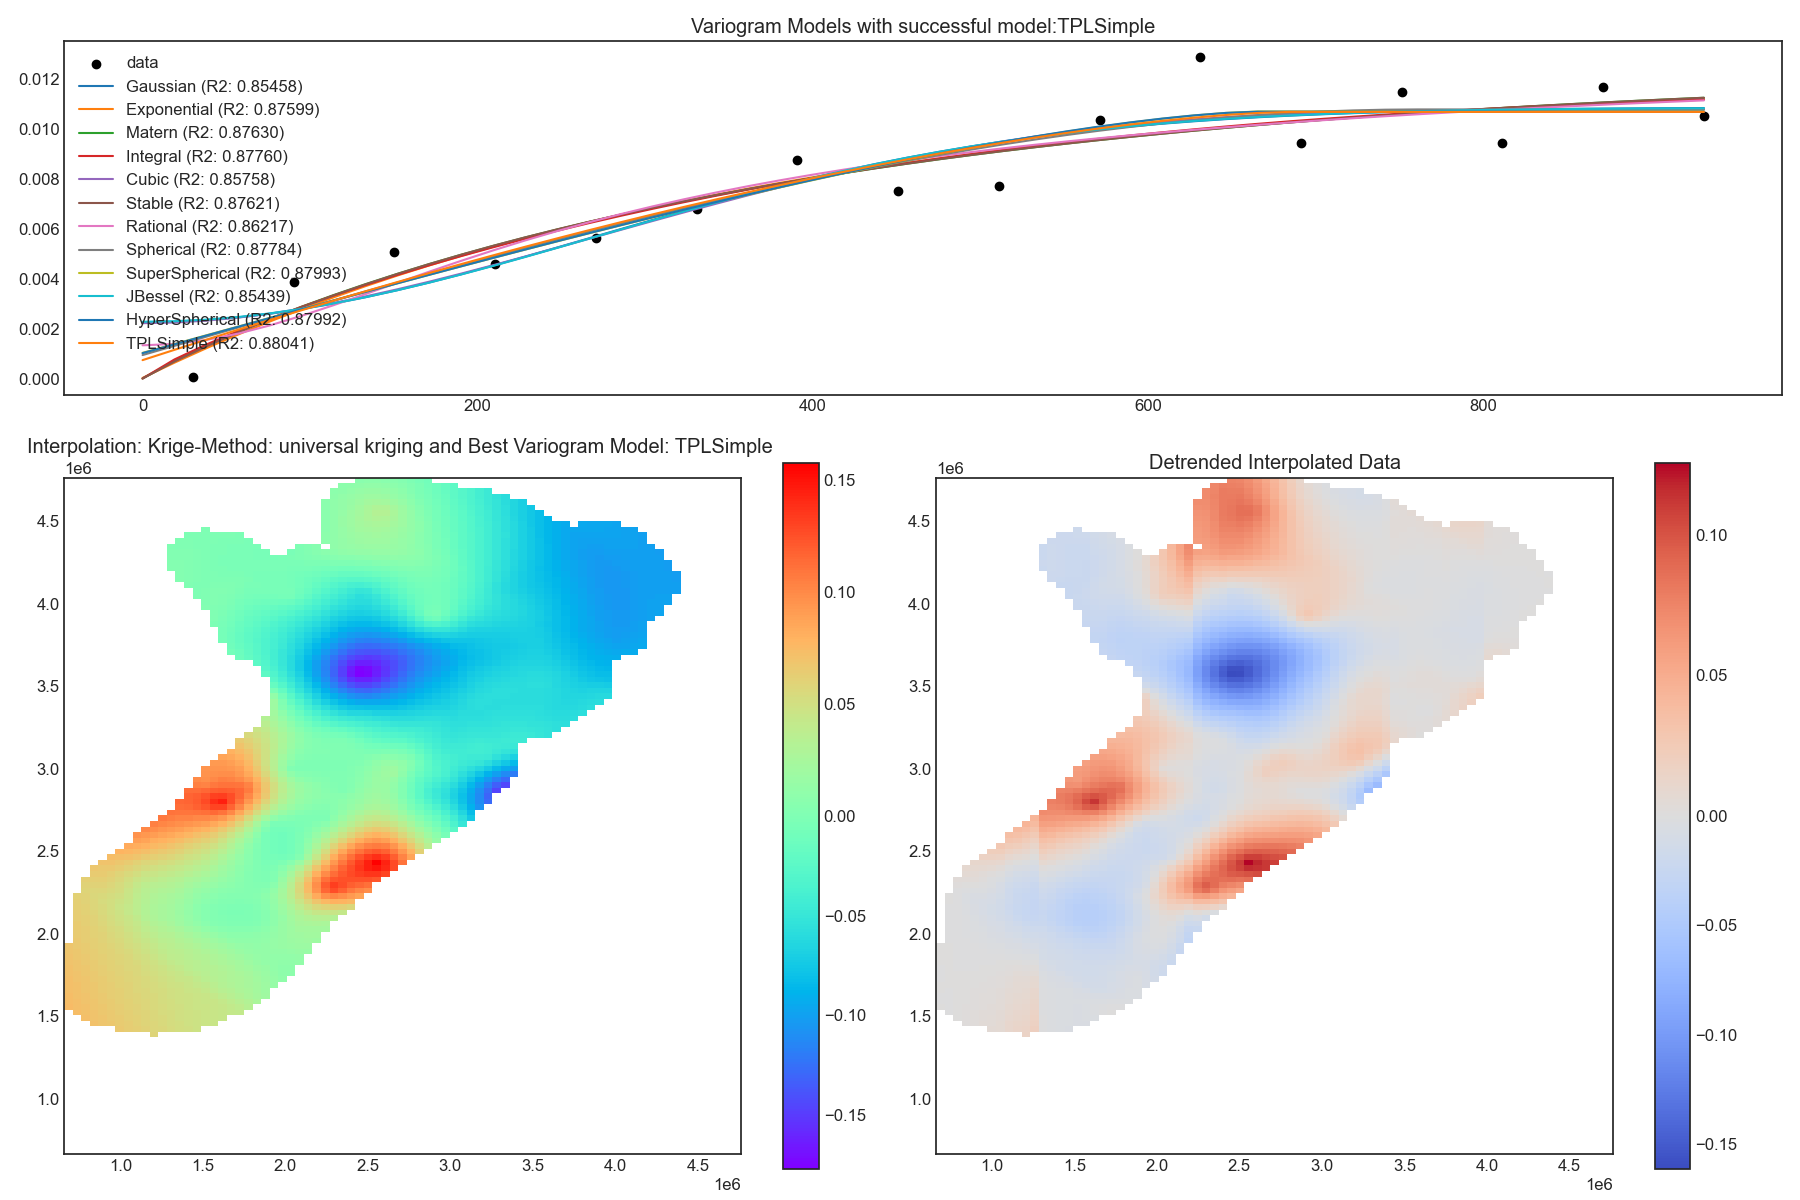 Variogram Models with successful model:TPLSimple
0.012
0.010
0.008
0.006
0.004
0.002
0.000
data
Gaussian (R2: 0.85458)
Exponential (R2: 0.87599)
Matern (R2: 0.87630)
Integral (R2: 0.87760)
Cubic (R2: 0.85758)
Stable (R2: 0.87621)
Rational (R2: 0.86217)
Spherical (R2: 0.87784)
SuperSpherical (R2: 0.87993)
JBessel (R2: 0.85439)
HyperSpherical (R2: 0.87992)
TPLSimple (R2: 0.88041)
0 200 400 600 800
Interpolation: Krige-Method: universal kriging and Best Variogram Model: TPLSimple
1e6
4.5
4.0
3.5
3.0
2.5
2.0
1.5
1.0
1.0 1.5 2.0 2.5 3.0 3.5 4.0 4.5
1e6
0.15
0.10
0.05
0.00
−0.05
−0.10
−0.15
Detrended Interpolated Data
1e6
4.5
4.0
3.5
3.0
2.5
2.0
1.5
1.0
1.0 1.5 2.0 2.5 3.0 3.5 4.0 4.5
1e6
0.10
0.05
0.00
−0.05
−0.10
−0.15